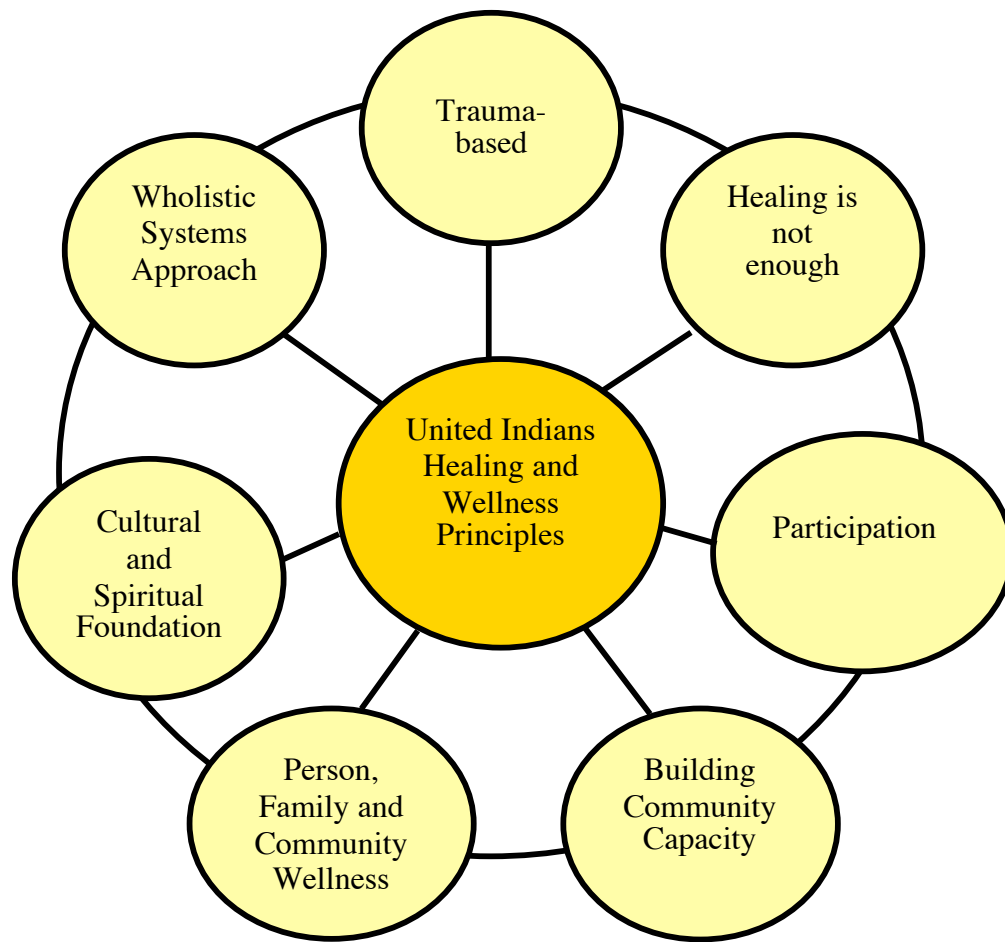 Trauma-
based
Healing is
not
enough
Participation
Building
Community
Capacity
Person,
Family and
Community
Wellness
Cultural
and
Spiritual
Foundation
Wholistic
Systems
Approach
United Indians
Healing and
Wellness
Principles